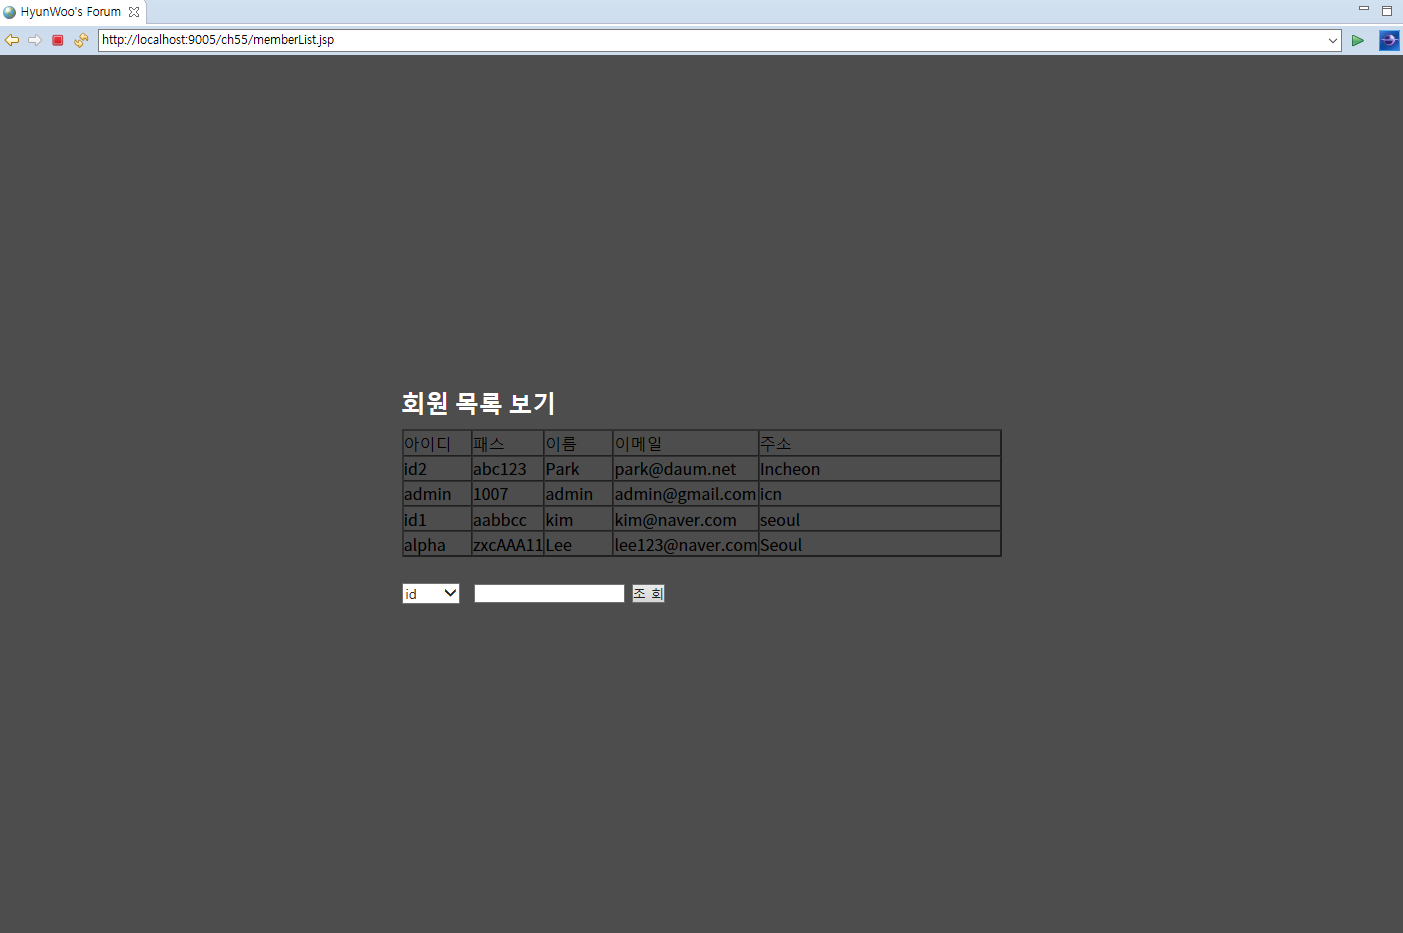 HyunWoo's Forum
http://localhost:9005/ch55/memberList.jsp
회원 목록 보기
아이디 패스 이름 이메일 주소
id2 abc123 Park park@daum.net Incheon
admin 1007 admin admin@gmail.com icn
id1 aabbcc kim kim@naver.com seoul
alpha zxcAAA11 Lee lee123@naver.com Seoul
id 조 회